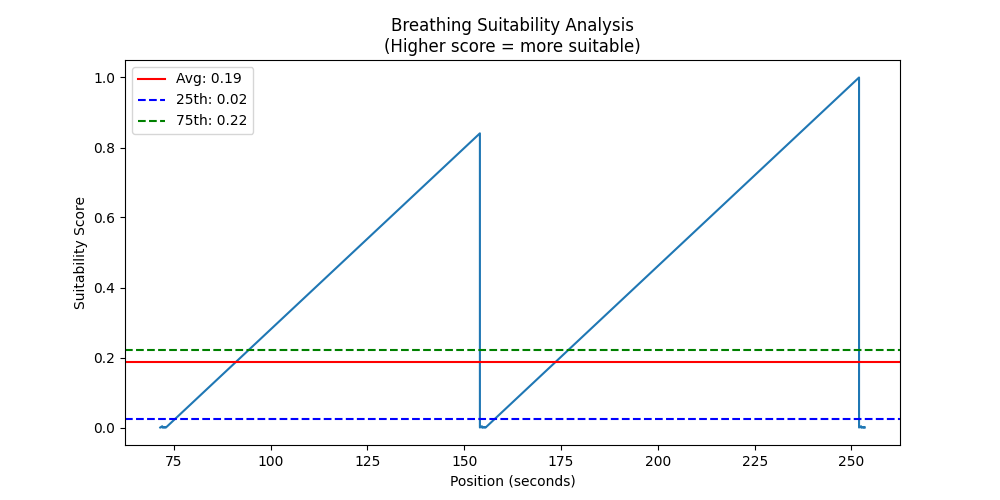 Breathing Suitability Analysis
(Higher score = more suitable)
Avg: 0.19
25th: 0.02
75th: 0.22
Suitability Score
1.0
0.8
0.6
0.4
0.2
0.0
75 100 125 150 175 200 225 250
Position (seconds)